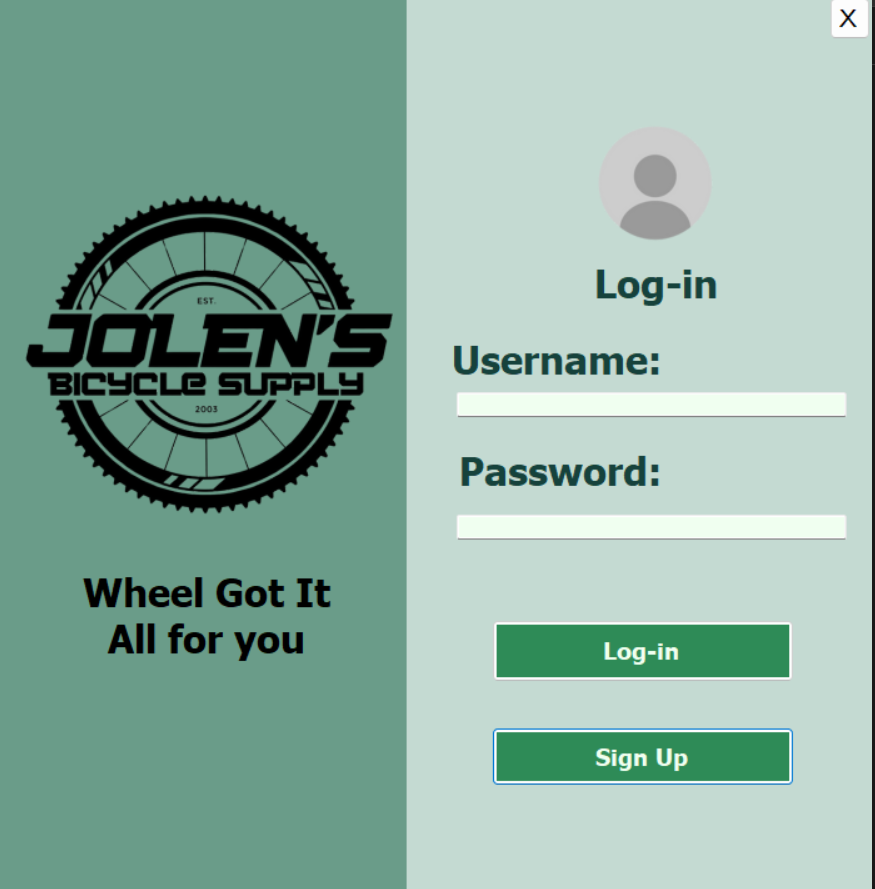 X
EST.
JOLEN'S
BICYCLE SUPPLY
2003
Wheel Got It
All for you
Log-in
Username:
Password:
Log-in
Sign Up